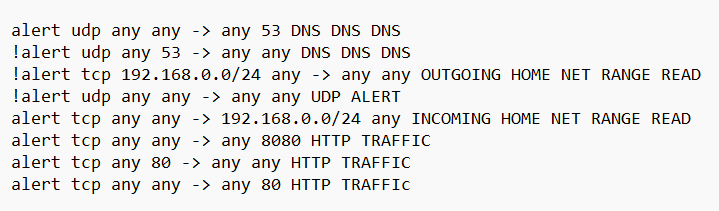 alert udp any any -> any 53 DNS DNS DNS
!alert udp any 53 -> any any DNS DNS DNS
!alert tcp 192.168.0.0/24 any -> any any OUTGOING HOME NET RANGE READ
!alert udp any any -> any any UDP ALERT
alert tcp any any -> 192.168.0.0/24 any INCOMING HOME NET RANGE READ
alert tcp any any -> any 8080 HTTP TRAFFIC
alert tcp any 80 -> any any HTTP TRAFFIC
alert tcp any any -> any 80 HTTP TRAFFIc